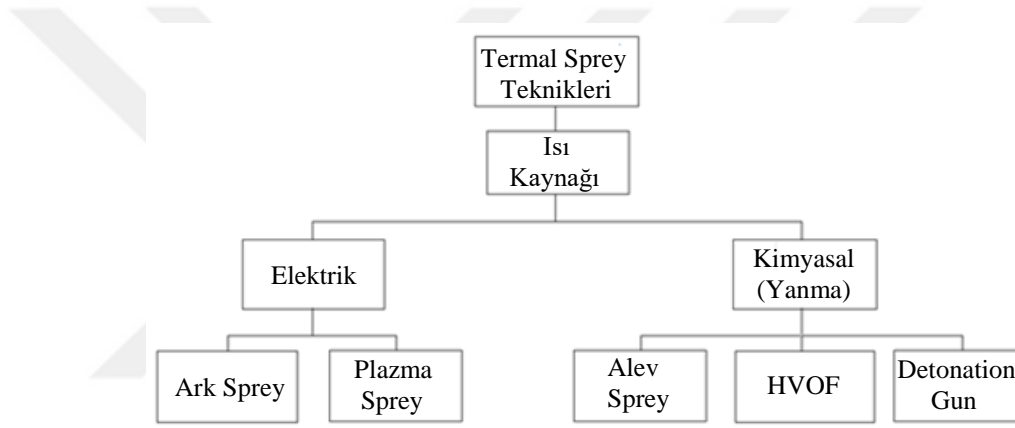 Termal Sprey
Teknikleri
Isı
Kaynağı
Elektrik
Kimyasal
(Yanma)
Ark Sprey
Plazma
Sprey
Alev
Sprey
HVOF
Detonation
Gun